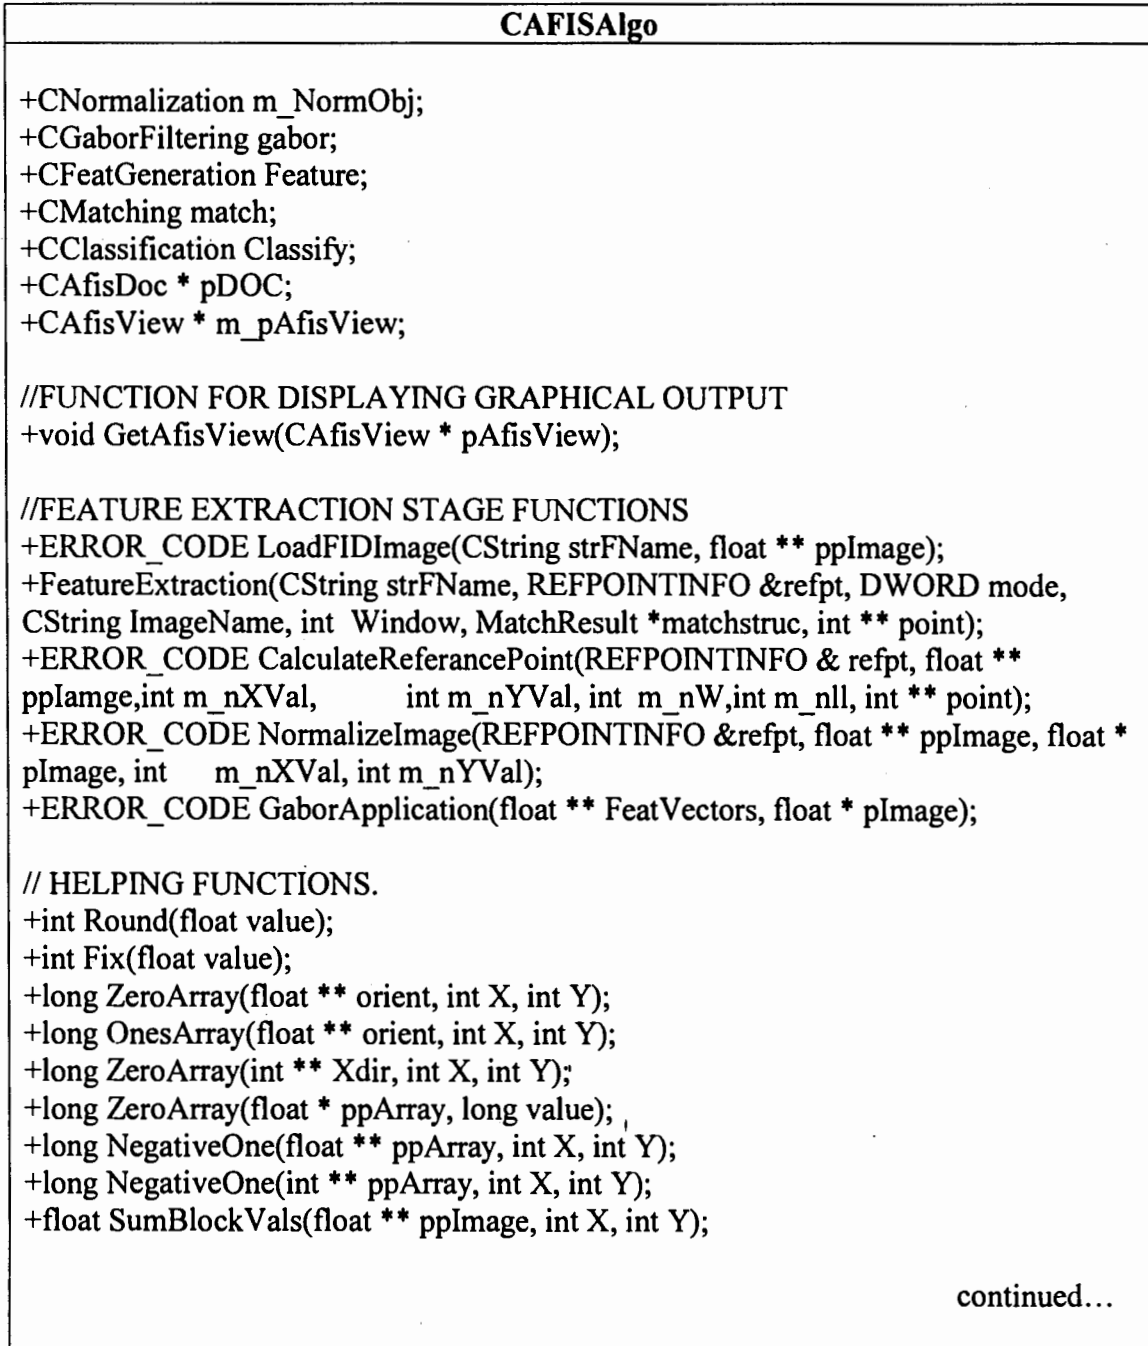 CAFISAlgo
+CNormalization m_NormObj;
+CGaborFiltering gabor;
+CFeatGeneration Feature;
+CMatching match;
+CClassification Classify;
+CAfisDoc * pDOC;
+CAfisView * m_pAfisView;
//FUNCTION FOR DISPLAYING GRAPHICAL OUTPUT
+void GetAfisView(CAfisView * pAfisView);
//FEATURE EXTRACTION STAGE FUNCTIONS
+ERROR_CODE LoadFIDImage(CString strFName, float ** ppImage);
+FeatureExtraction(CString strFName, REFPOINTINFO &refpt, DWORD mode,
CString ImageName, int Window, MatchResult *matchstruc, int ** point);
+ERROR_CODE CalculateReferancePoint(REFPOINTINFO & refpt, float **
ppIamge,int m_nXVal, int m_nYVal, int m_nW,int m_nll, int ** point);
+ERROR_CODE NormalizeImage(REFPOINTINFO &refpt, float ** ppImage, float *
pImage, int m_nXVal, int m_nYVal);
+ERROR_CODE GaborApplication(float ** FeatVectors, float * pImage);
// HELPING FUNCTIONS.
+int Round(float value);
+int Fix(float value);
+long ZeroArray(float ** orient, int X, int Y);
+long OnesArray(float ** orient, int X, int Y);
+long ZeroArray(int ** Xdir, int X, int Y);
+long ZeroArray(float * ppArray, long value);
+long NegativeOne(float ** ppArray, int X, int Y);
+long NegativeOne(int ** ppArray, int X, int Y);
+float SumBlockVals(float ** ppImage, int X, int Y);
continued...